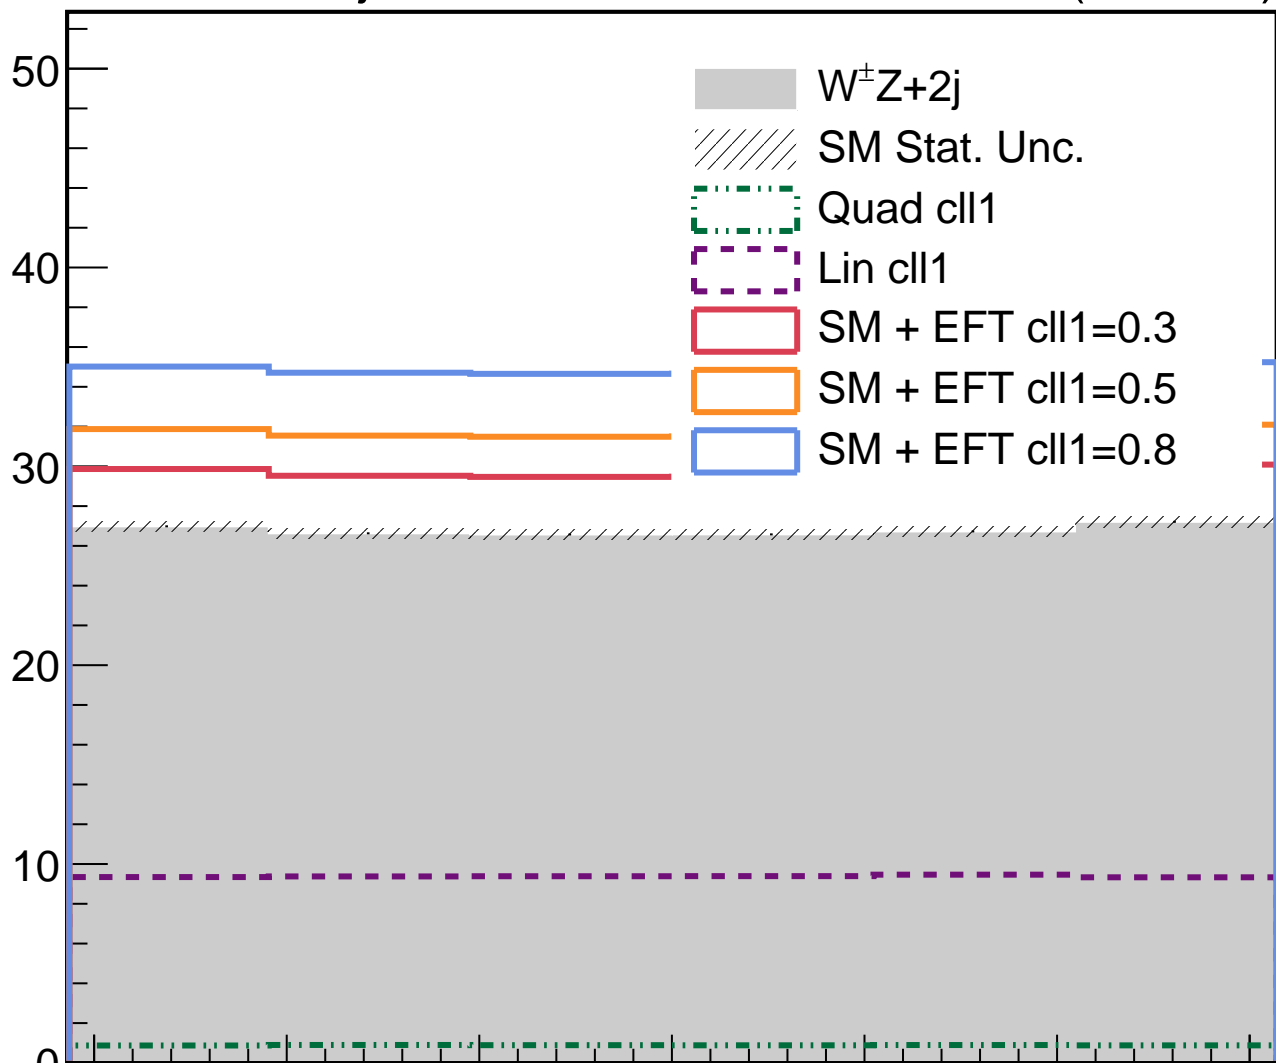 50
W±Z+2j
SM Stat. Unc.
Quad cll1
40
Lin cll1
SM + EFT cll1=0.3
SM + EFT cll1=0.5
30
SM + EFT cll1=0.8
20
10
0